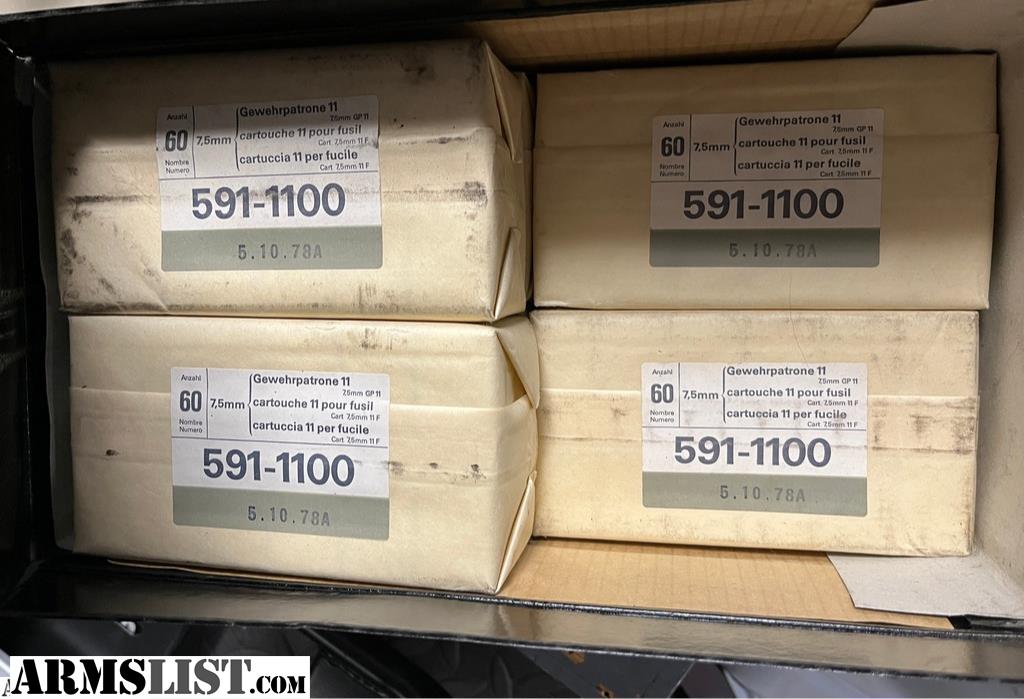 Anzahl
60
Nombre
Numero
7,5mm
Gewehrpatrone 11
7,5mm GP 11
cartouche 11 pour fusil
Cart 7,5mm 11 F
cartuccia 11 per fucile
Cart 7,5mm 11 F
591-1100
5.10.78A
Anzahl
60
Nombre
Numero
7,5mm
Gewehrpatrone 11
7,5mm GP 11
cartouche 11 pour fusil
Cart 7,5mm 11 F
cartuccia 11 per fucile
Cart 7,5mm 11 F
591-1100
5.10.78A
Anzahl
60
Nombre
Numero
7,5mm
Gewehrpatrone 11
7,5mm GP 11
cartouche 11 pour fusil
Cart 7,5mm 11 F
cartuccia 11 per fucile
Cart 7,5mm 11 F
591-1100
5.10.78A
Anzahl
60
Nombre
Numero
7,5mm
Gewehrpatrone 11
7,5mm GP 11
cartouche 11 pour fusil
Cart 7,5mm 11 F
cartuccia 11 per fucile
Cart 7,5mm 11 F
591-1100
5.10.78A
ARMSLIST.COM